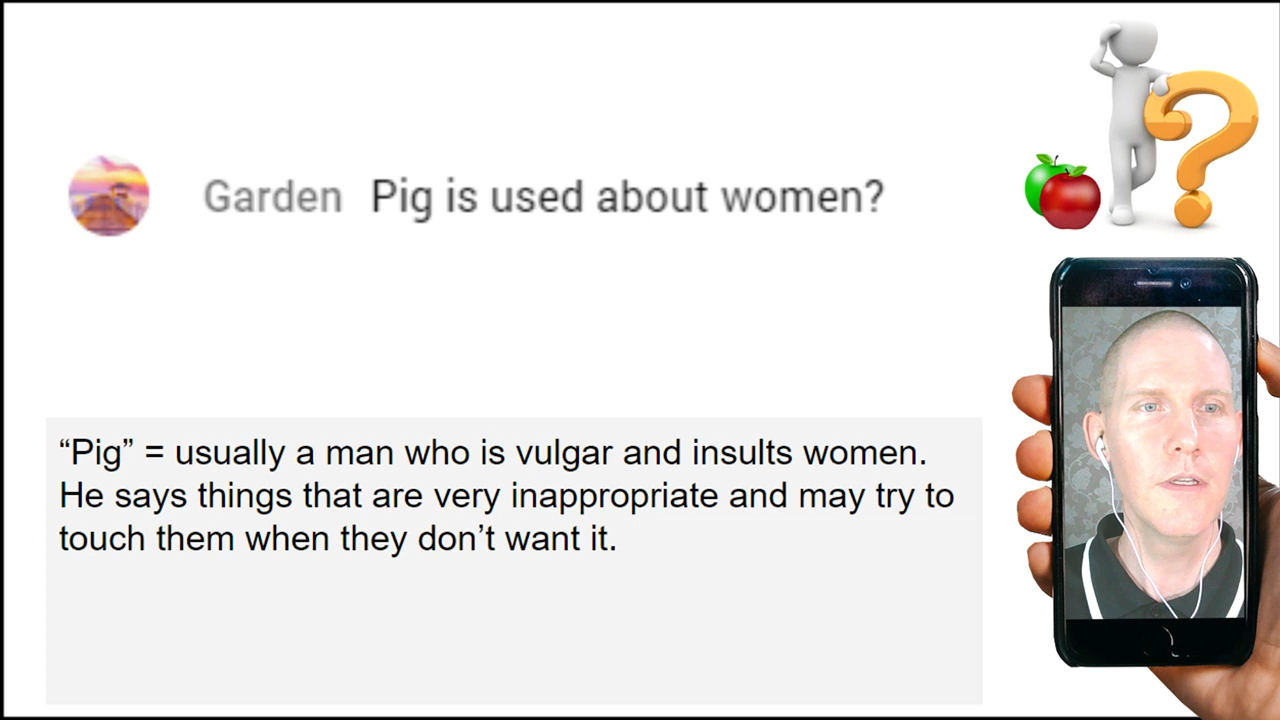 Garden Pig is used about women?
“Pig” = usually a man who is vulgar and insults women.
He says things that are very inappropriate and may try to
touch them when they don’t want it.